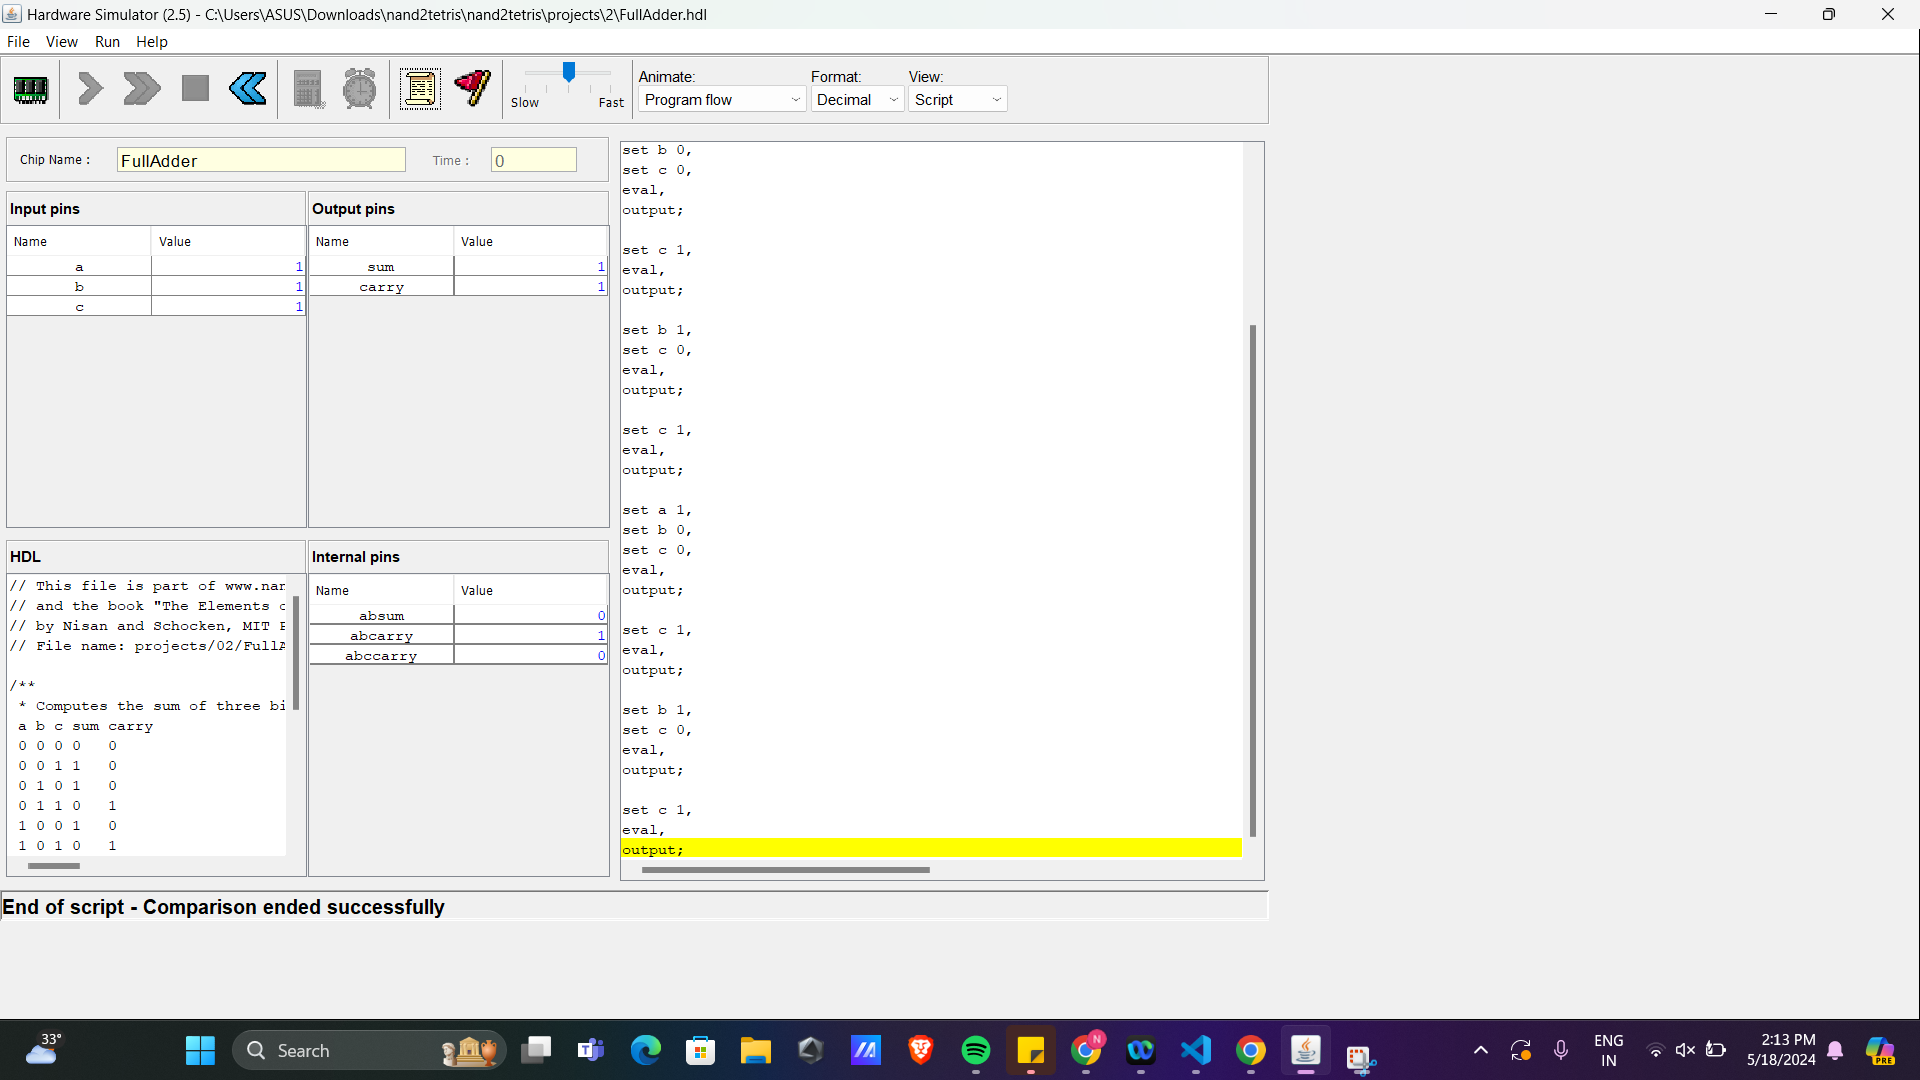 Hardware Simulator (2.5) - C:\Users\ASUS\Downloads\nand2tetris\nand2tetris\projects\2\FullAdder.hdl
File View Run Help
Slow Fast
Animate: Format: View:
Program flow Decimal Script
Chip Name : FullAdder Time : 0
Input pins
Name Value
a 1
b 1
c 1
Output pins
Name Value
sum 1
carry 1
HDL
// This file is part of www.nan
// and the book "The Elements o
// by Nisan and Schocken, MIT P
// File name: projects/02/FullA
/**
* Computes the sum of three bi
a b c sum carry
0 0 0 0 0
0 0 1 1 0
0 1 0 1 0
0 1 1 0 1
1 0 0 1 0
1 0 1 0 1
Internal pins
Name Value
absum 0
abcarry 1
abccarry 0
set b 0,
set c 0,
eval,
output;
set c 1,
eval,
output;
set b 1,
set c 0,
eval,
output;
set c 1,
eval,
output;
set a 1,
set b 0,
set c 0,
eval,
output;
set c 1,
eval,
output;
set b 1,
set c 0,
eval,
output;
set c 1,
eval,
output;
End of script - Comparison ended successfully
33°
Search
N
ENG
IN
2:13 PM
5/18/2024
PRE